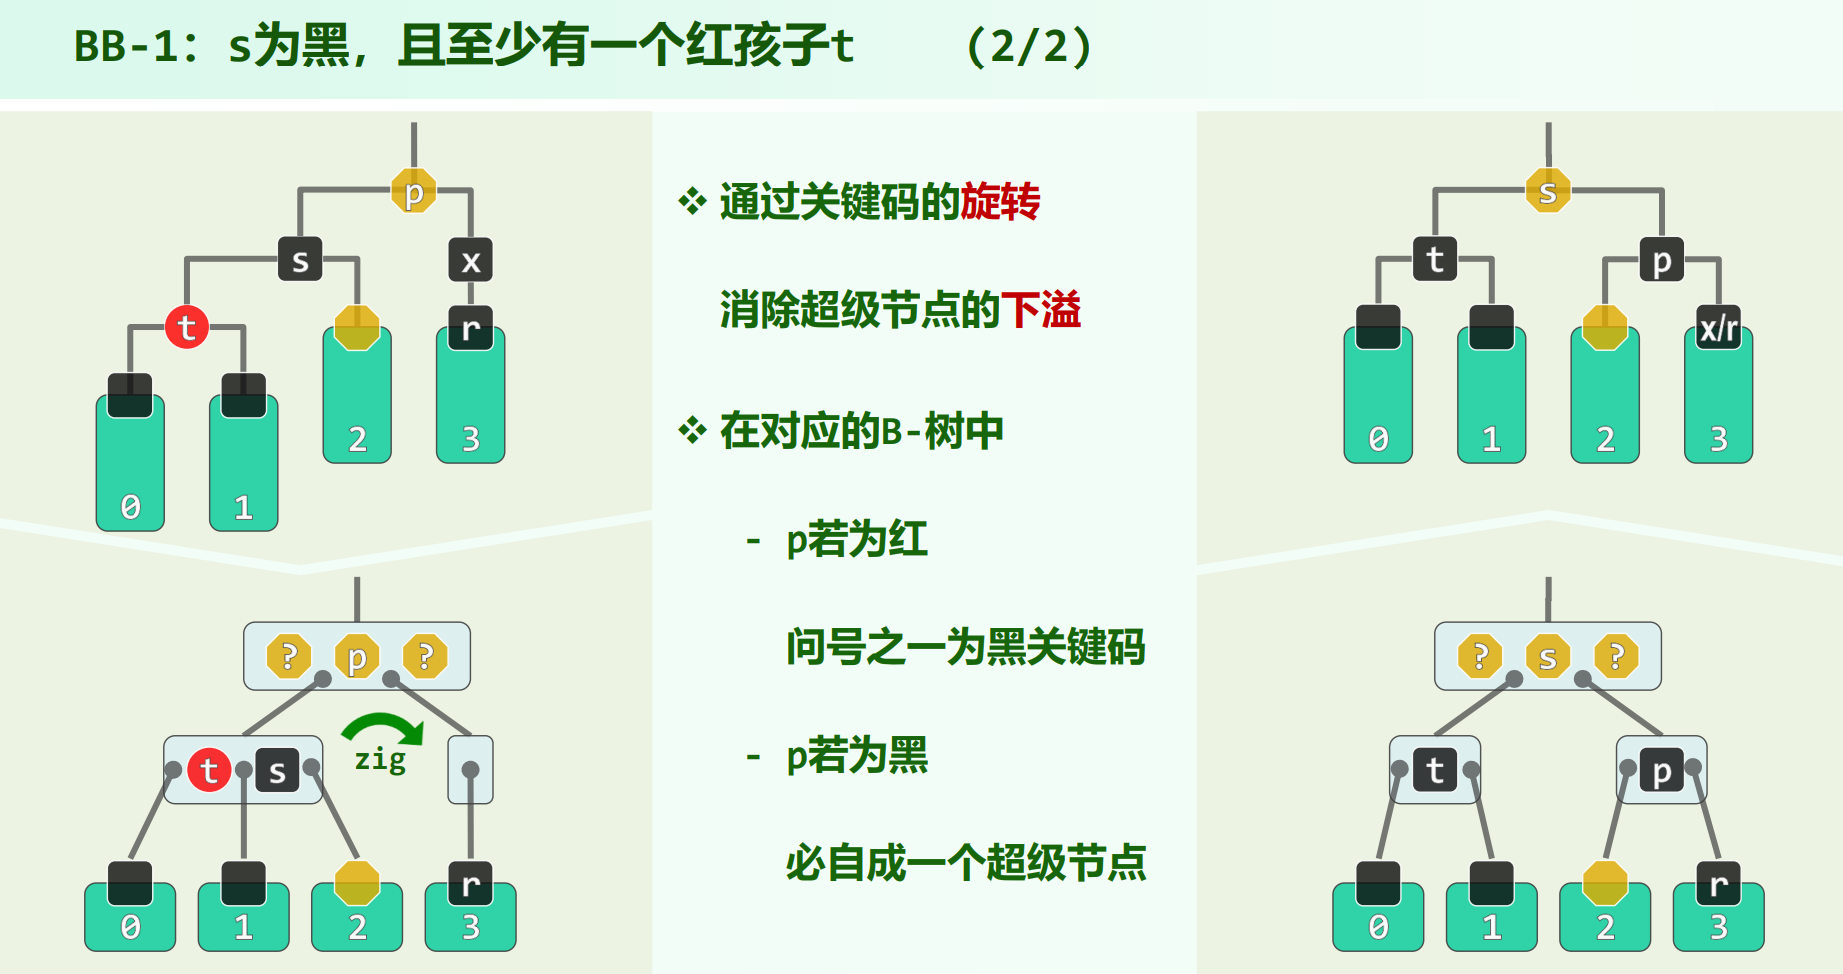 BB-1：s为黑，且至少有一个红孩子t （2/2）
p
s x
t r
2 3
0 1
? p ?
zig
t s
r
0 1 2 3
❖ 通过关键码的旋转
消除超级节点的下溢
❖ 在对应的B-树中
- p若为红
问号之一为黑关键码
- p若为黑
必自成一个超级节点
s
t p
x/r
0 1 2 3
? s ?
t p
r
0 1 2 3